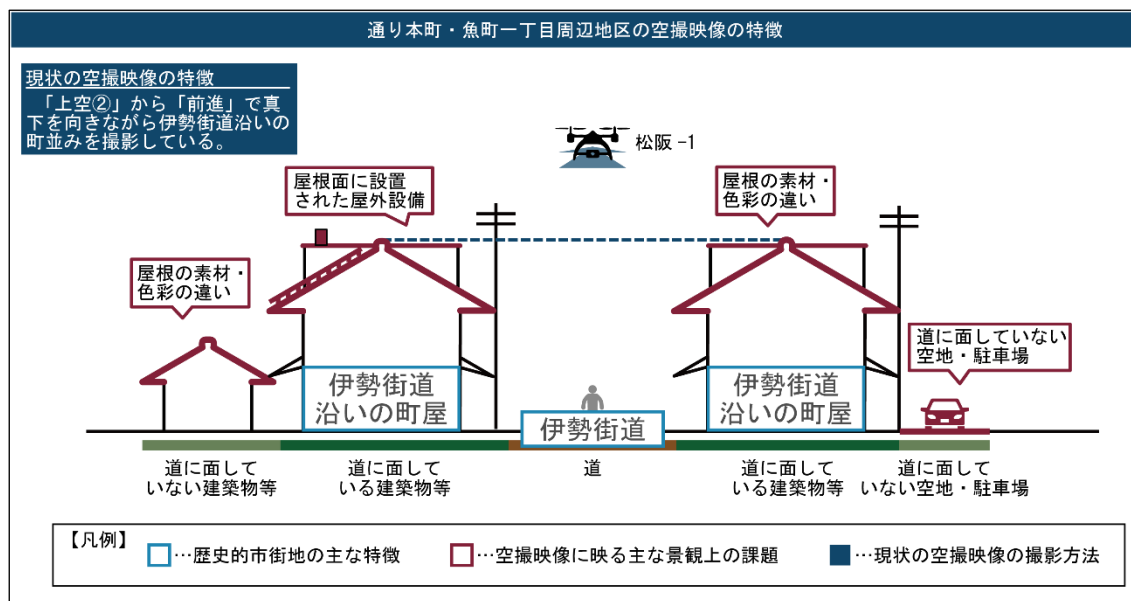 通り本町・魚町一丁目周辺地区の空撮映像の特徴
現状の空撮映像の特徴
「上空②」から「前進」で真
下を向きながら伊勢街道沿いの
町並みを撮影している。
松阪-1
屋根面に設置
された屋外設備
屋根の素材・
色彩の違い
屋根の素材・
色彩の違い
道に面していない
空地・駐車場
伊勢街道
沿いの町屋
伊勢街道
伊勢街道
沿いの町屋
道に面して
いない建築物等
道に面して
いる建築物等
道
道に面して
いる建築物等
道に面して
いない空地・駐車場
【凡例】
…歴史的市街地の主な特徴
…空撮映像に映る主な景観上の課題
…現状の空撮映像の撮影方法